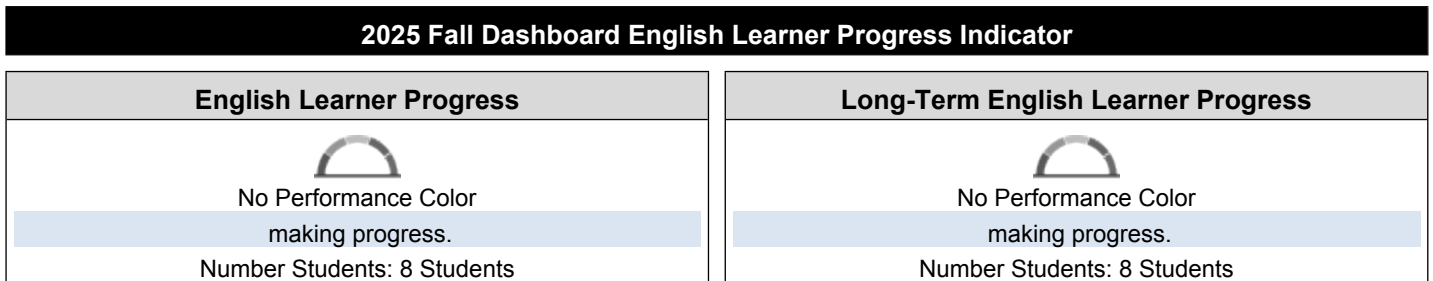 2025 Fall Dashboard English Learner Progress Indicator
English Learner Progress
No Performance Color
making progress.
Number Students: 8 Students
Long-Term English Learner Progress
No Performance Color
making progress.
Number Students: 8 Students